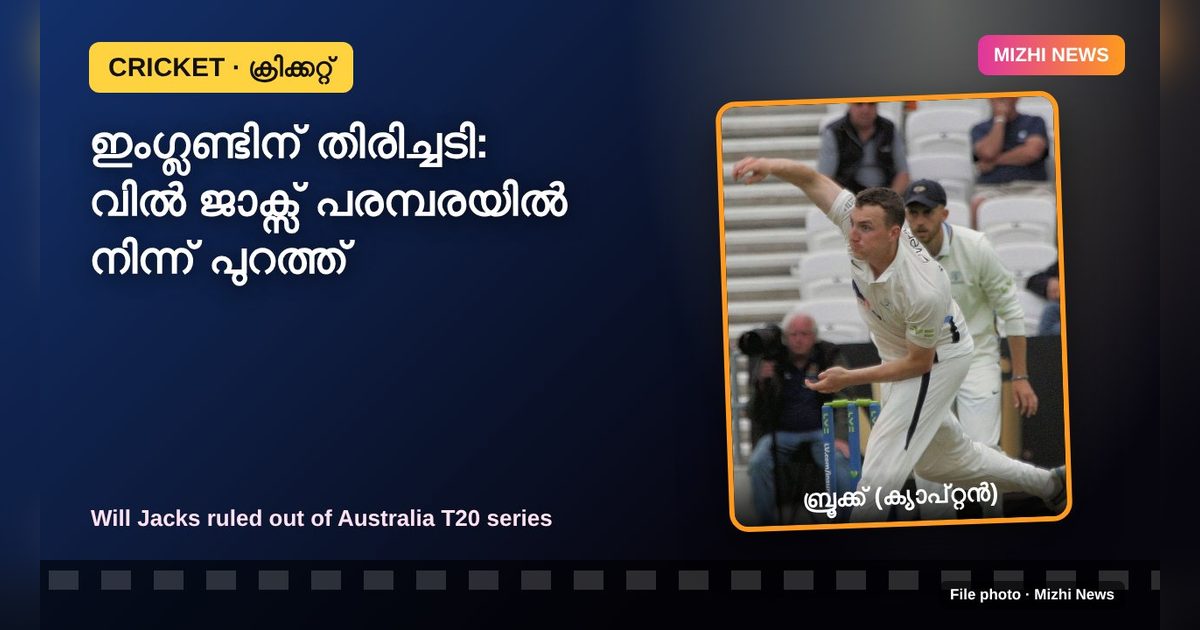 CRICKET · ക്രിക്കറ്റ്
MIZHI NEWS
ഇംഗ്ലണ്ടിന് തിരിച്ചടി:
വിൽ ജാക്സ് പരമ്പരയിൽ
നിന്ന് പുറത്ത്
ബ്രൂക്ക് (ക്യാപ്റ്റൻ)
Will Jacks ruled out of Australia T20 series
File photo · Mizhi News